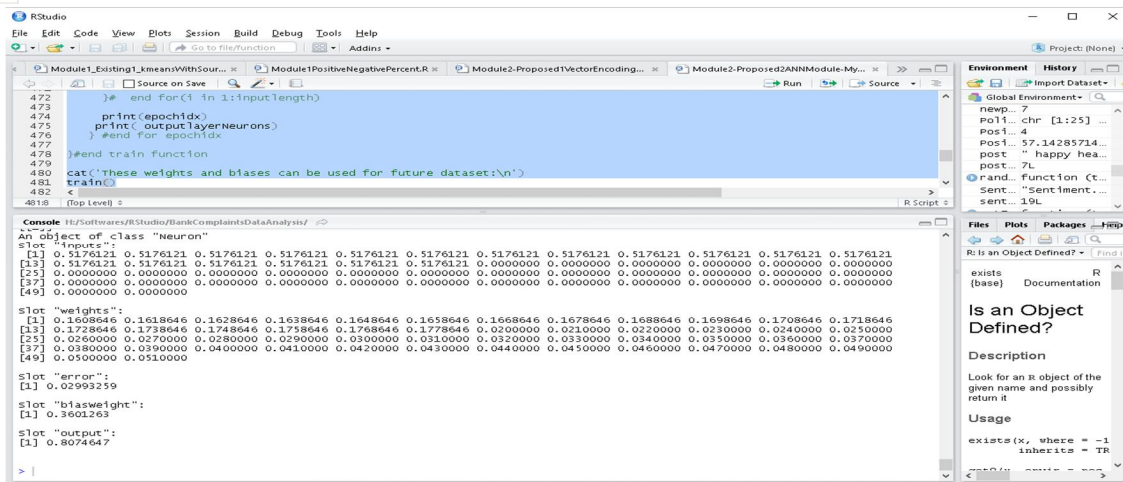 RStudio
File Edit Code View Plots Session Build Debug Tools Help
Go to file/function Addins
Project: (None)
Module1_Existing1_kmeansWithSour... Module1PositiveNegativePercent.R Module2-Proposed1VectorEncoding... Module2-Proposed2ANNModule-My...
Source on Save Run Source
472 }# end for(i in 1:inputlength)
473
474 print(epochidx)
475 print( outputlayerNeurons)
476 } #end for epochidx
477
478 }#end train function
479
480 cat('These weights and biases can be used for future dataset:\n')
481 train()
482
481:8 (Top Level) R Script
Console H:/Softwares/RStudio/BankComplaintsDataAnalysis/
An object of class "Neuron"
Slot "inputs":
[1] 0.5176121 0.5176121 0.5176121 0.5176121 0.5176121 0.5176121 0.5176121 0.5176121 0.5176121 0.5176121 0.5176121 0.5176121
[13] 0.5176121 0.5176121 0.5176121 0.5176121 0.5176121 0.5176121 0.0000000 0.0000000 0.0000000 0.0000000 0.0000000 0.0000000
[25] 0.0000000 0.0000000 0.0000000 0.0000000 0.0000000 0.0000000 0.0000000 0.0000000 0.0000000 0.0000000 0.0000000 0.0000000
[37] 0.0000000 0.0000000 0.0000000 0.0000000 0.0000000 0.0000000 0.0000000 0.0000000 0.0000000 0.0000000 0.0000000 0.0000000
[49] 0.0000000 0.0000000
Slot "weights":
[1] 0.1608646 0.1618646 0.1628646 0.1638646 0.1648646 0.1658646 0.1668646 0.1678646 0.1688646 0.1698646 0.1708646 0.1718646
[13] 0.1728646 0.1738646 0.1748646 0.1758646 0.1768646 0.1778646 0.0200000 0.0210000 0.0220000 0.0230000 0.0240000 0.0250000
[25] 0.0260000 0.0270000 0.0280000 0.0290000 0.0300000 0.0310000 0.0320000 0.0330000 0.0340000 0.0350000 0.0360000 0.0370000
[37] 0.0380000 0.0390000 0.0400000 0.0410000 0.0420000 0.0430000 0.0440000 0.0450000 0.0460000 0.0470000 0.0480000 0.0490000
[49] 0.0500000 0.0510000
Slot "error":
[1] 0.02993259
Slot "biasweight":
[1] 0.3601263
Slot "output":
[1] 0.8074647
>
Environment History
Import Dataset
Global Environment
newp... 7
Poli... chr [1:25] ...
Posi... 4
Posi... 57.14285714...
post " happy hea...
post... 7L
rand... function (t...
Sent... "Sentiment....
sent... 19L
Files Plots Packages Help
R: Is an Object Defined? Find i
exists R
{base} Documentation
Is an Object
Defined?
Description
Look for an R object of the
given name and possibly
return it
Usage
exists(x, where = -1
inherits = TR